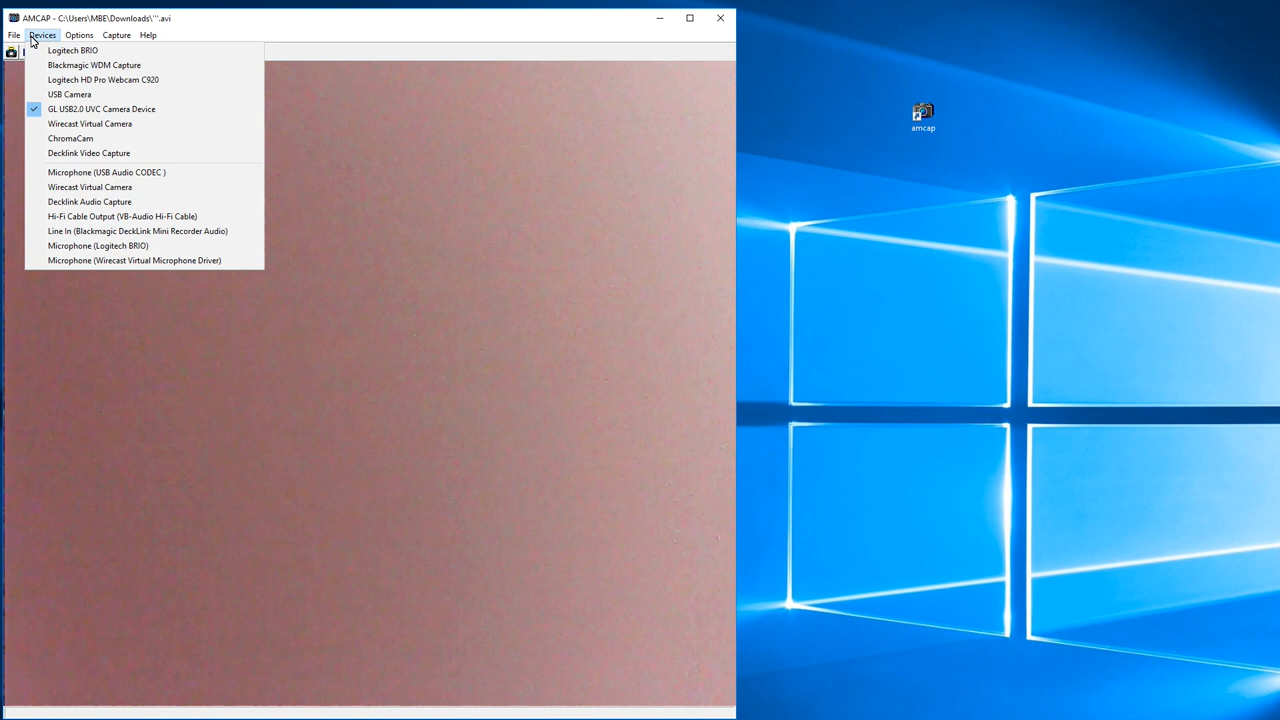 AMCAP - C:\Users\MBE\Downloads\'''.avi
File Devices Options Capture Help
Logitech BRIO
Blackmagic WDM Capture
Logitech HD Pro Webcam C920
USB Camera
GL USB2.0 UVC Camera Device
Wirecast Virtual Camera
ChromaCam
Decklink Video Capture
Microphone (USB Audio CODEC )
Wirecast Virtual Camera
Decklink Audio Capture
Hi-Fi Cable Output (VB-Audio Hi-Fi Cable)
Line In (Blackmagic DeckLink Mini Recorder Audio)
Microphone (Logitech BRIO)
Microphone (Wirecast Virtual Microphone Driver)
amcap